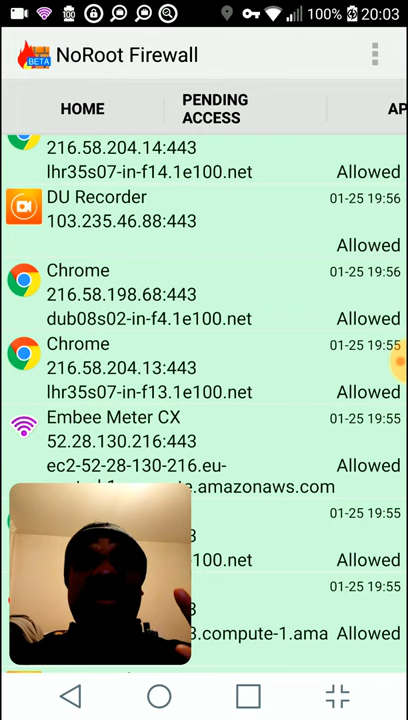 100
100% 20:03
BETA
NoRoot Firewall
HOME
PENDING
ACCESS
AP
216.58.204.14:443
lhr35s07-in-f14.1e100.net Allowed
DU Recorder 01-25 19:56
103.235.46.88:443
Allowed
Chrome 01-25 19:56
216.58.198.68:443
dub08s02-in-f4.1e100.net Allowed
Chrome 01-25 19:55
216.58.204.13:443
lhr35s07-in-f13.1e100.net Allowed
Embee Meter CX 01-25 19:55
52.28.130.216:443
ec2-52-28-130-216.eu- Allowed
.amazonaws.com
01-25 19:55
3
100.net Allowed
01-25 19:55
3
3.compute-1.ama Allowed